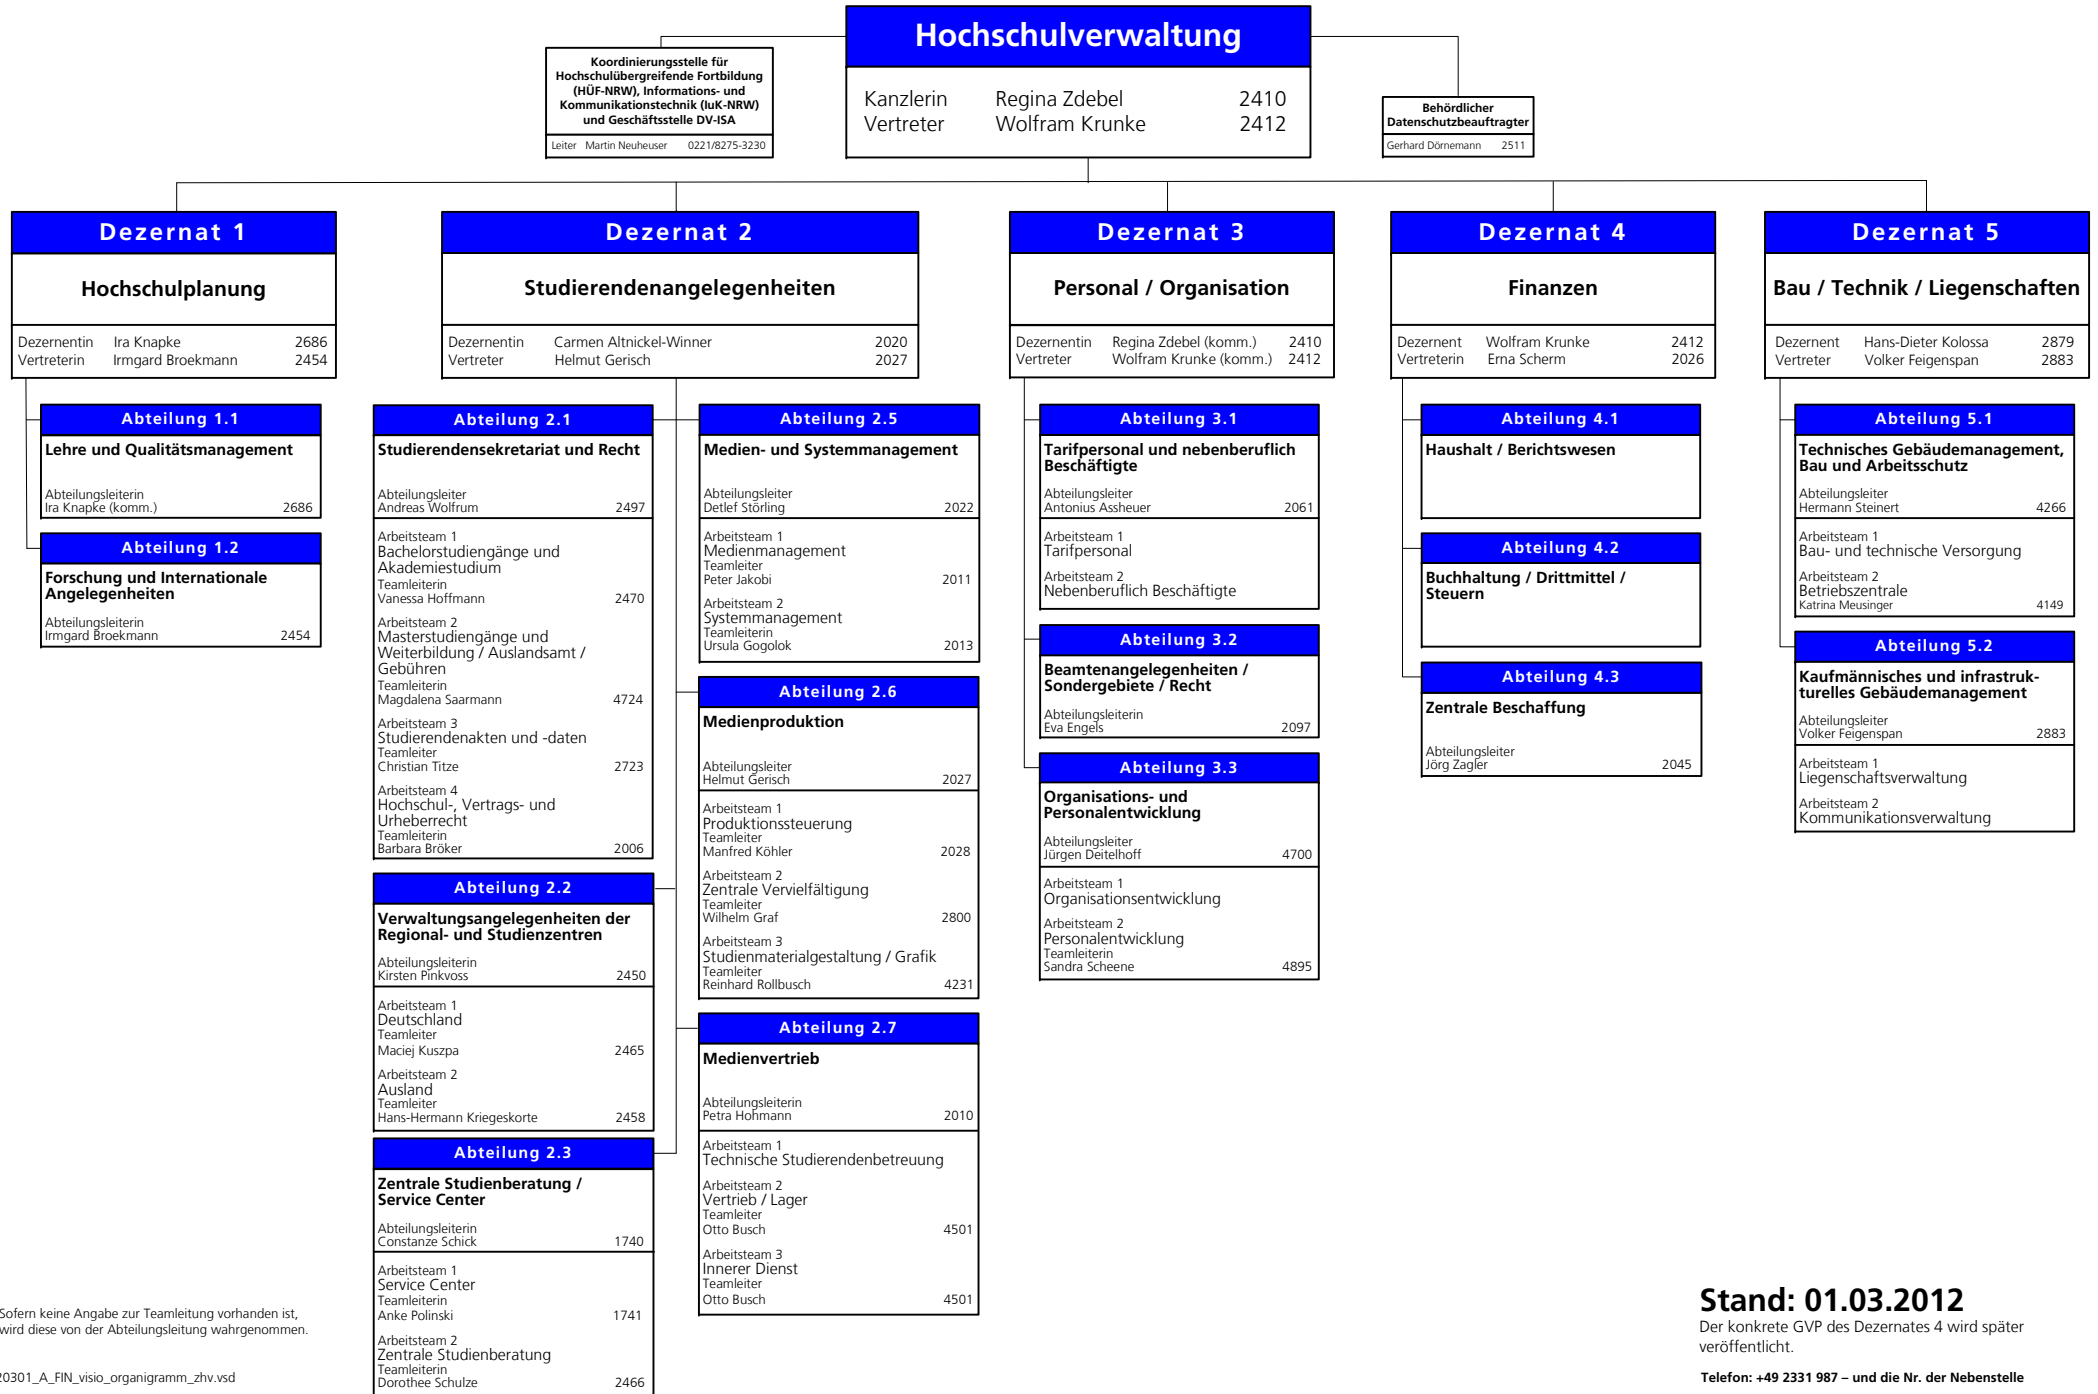 Hochschulverwaltung
Kanzlerin Regina Zdebel 2410
Vertreter Wolfram Krunke 2412
Koordinierungsstelle für
Hochschulübergreifende Fortbildung
(HÜF-NRW), Informations- und
Kommunikationstechnik (IuK-NRW)
und Geschäftsstelle DV-ISA
Leiter Martin Neuheuser 0221/8275-3230
Behördlicher
Datenschutzbeauftragter
Gerhard Dörnemann 2511
Dezernat 1
Hochschulplanung
Dezernentin Ira Knapke 2686
Vertreterin Irmgard Broekmann 2454
Abteilung 1.1
Lehre und Qualitätsmanagement
Abteilungsleiterin
Ira Knapke (komm.) 2686
Abteilung 1.2
Forschung und Internationale
Angelegenheiten
Abteilungsleiterin
Irmgard Broekmann 2454
Dezernat 2
Studierendenangelegenheiten
Dezernentin Carmen Altnickel-Winner 2020
Vertreter Helmut Gerisch 2027
Abteilung 2.1
Studierendensekretariat und Recht
Abteilungsleiter
Andreas Wolfrum 2497
Arbeitsteam 1
Bachelorstudiengänge und
Akademiestudium
Teamleiterin
Vanessa Hoffmann 2470
Arbeitsteam 2
Masterstudiengänge und
Weiterbildung / Auslandsamt /
Gebühren
Teamleiterin
Magdalena Saarmann 4724
Arbeitsteam 3
Studierendenakten und -daten
Teamleiter
Christian Titze 2723
Arbeitsteam 4
Hochschul-, Vertrags- und
Urheberrecht
Teamleiterin
Barbara Bröker 2006
Abteilung 2.2
Verwaltungsangelegenheiten der
Regional- und Studienzentren
Abteilungsleiterin
Kirsten Pinkvoss 2450
Arbeitsteam 1
Deutschland
Teamleiter
Maciej Kuszpa 2465
Arbeitsteam 2
Ausland
Teamleiter
Hans-Hermann Kriegeskorte 2458
Abteilung 2.3
Zentrale Studienberatung /
Service Center
Abteilungsleiterin
Constanze Schick 1740
Arbeitsteam 1
Service Center
Teamleiterin
Anke Polinski 1741
Arbeitsteam 2
Zentrale Studienberatung
Teamleiterin
Dorothee Schulze 2466
Abteilung 2.5
Medien- und Systemmanagement
Abteilungsleiter
Detlef Störling 2022
Arbeitsteam 1
Medienmanagement
Teamleiter
Peter Jakobi 2011
Arbeitsteam 2
Systemmanagement
Teamleiterin
Ursula Gogolok 2013
Abteilung 2.6
Medienproduktion
Abteilungsleiter
Helmut Gerisch 2027
Arbeitsteam 1
Produktionssteuerung
Teamleiter
Manfred Köhler 2028
Arbeitsteam 2
Zentrale Vervielfältigung
Teamleiter
Wilhelm Graf 2800
Arbeitsteam 3
Studienmaterialgestaltung / Grafik
Teamleiter
Reinhard Rollbusch 4231
Abteilung 2.7
Medienvertrieb
Abteilungsleiterin
Petra Hohmann 2010
Arbeitsteam 1
Technische Studierendenbetreuung
Arbeitsteam 2
Vertrieb / Lager
Teamleiter
Otto Busch 4501
Arbeitsteam 3
Innerer Dienst
Teamleiter
Otto Busch 4501
Dezernat 3
Personal / Organisation
Dezernentin Regina Zdebel (komm.) 2410
Vertreter Wolfram Krunke (komm.) 2412
Abteilung 3.1
Tarifpersonal und nebenberuflich
Beschäftigte
Abteilungsleiter
Antonius Assheuer 2061
Arbeitsteam 1
Tarifpersonal
Arbeitsteam 2
Nebenberuflich Beschäftigte
Abteilung 3.2
Beamtenangelegenheiten /
Sondergebiete / Recht
Abteilungsleiterin
Eva Engels 2097
Abteilung 3.3
Organisations- und
Personalentwicklung
Abteilungsleiter
Jürgen Deitelhoff 4700
Arbeitsteam 1
Organisationsentwicklung
Arbeitsteam 2
Personalentwicklung
Teamleiterin
Sandra Scheene 4895
Dezernat 4
Finanzen
Dezernent Wolfram Krunke 2412
Vertreterin Erna Scherm 2026
Abteilung 4.1
Haushalt / Berichtswesen
Abteilung 4.2
Buchhaltung / Drittmittel /
Steuern
Abteilung 4.3
Zentrale Beschaffung
Abteilungsleiter
Jörg Zagler 2045
Dezernat 5
Bau / Technik / Liegenschaften
Dezernent Hans-Dieter Kolossa 2879
Vertreter Volker Feigenspan 2883
Abteilung 5.1
Technisches Gebäudemanagement,
Bau und Arbeitsschutz
Abteilungsleiter
Hermann Steinert 4266
Arbeitsteam 1
Bau- und technische Versorgung
Arbeitsteam 2
Betriebszentrale
Katrina Meusinger 4149
Abteilung 5.2
Kaufmännisches und infrastruk-
turelles Gebäudemanagement
Abteilungsleiter
Volker Feigenspan 2883
Arbeitsteam 1
Liegenschaftsverwaltung
Arbeitsteam 2
Kommunikationsverwaltung
Sofern keine Angabe zur Teamleitung vorhanden ist,
wird diese von der Abteilungsleitung wahrgenommen.
20301_A_FIN_visio_organigramm_zhv.vsd
Stand: 01.03.2012
Der konkrete GVP des Dezernates 4 wird später
veröffentlicht.
Telefon: +49 2331 987 – und die Nr. der Nebenstelle